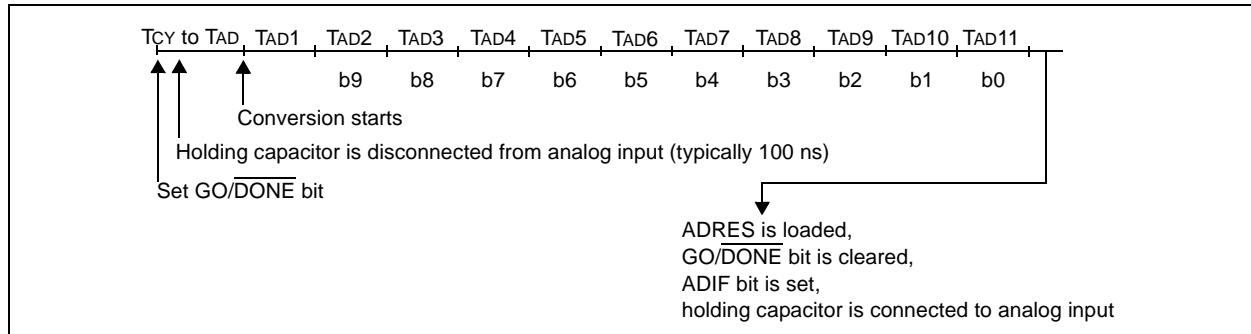 TCY to TAD TAD1 TAD2 TAD3 TAD4 TAD5 TAD6 TAD7 TAD8 TAD9 TAD10 TAD11
b9 b8 b7 b6 b5 b4 b3 b2 b1 b0
Conversion starts
Holding capacitor is disconnected from analog input (typically 100 ns)
Set GO/DONE bit
ADRES is loaded,
GO/DONE bit is cleared,
ADIF bit is set,
holding capacitor is connected to analog input